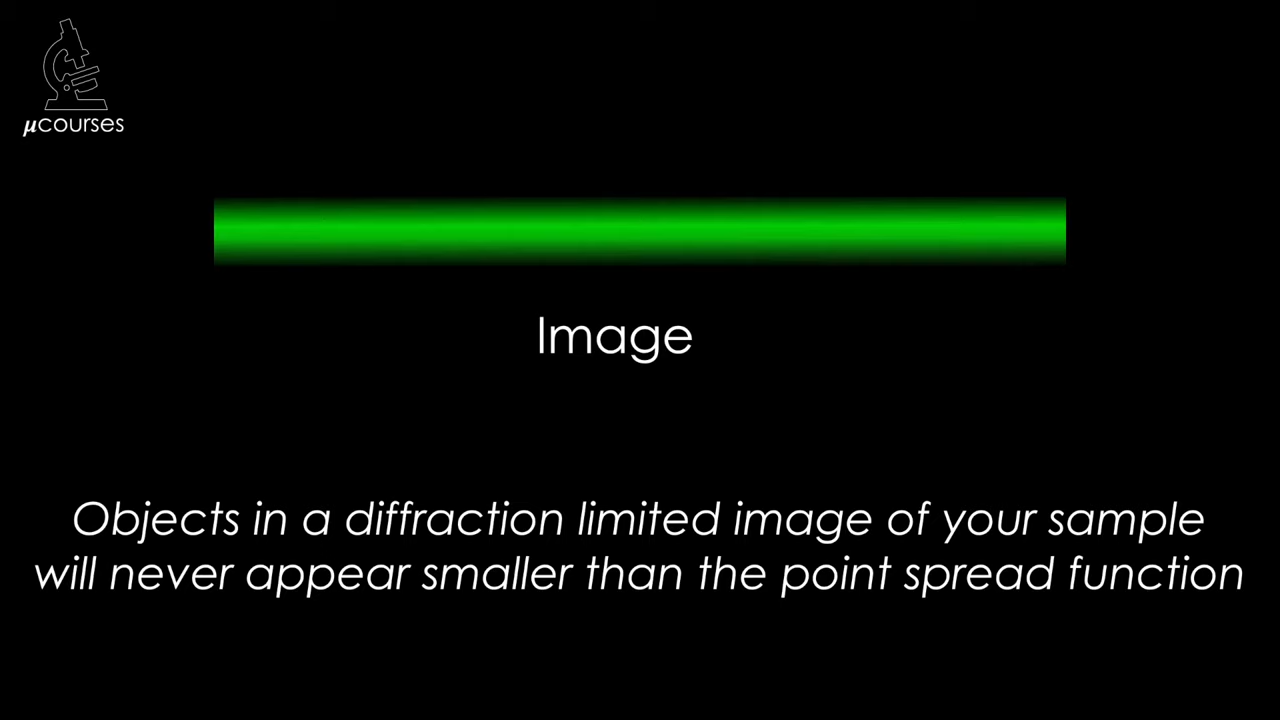 µcourses
Image
Objects in a diffraction limited image of your sample
will never appear smaller than the point spread function